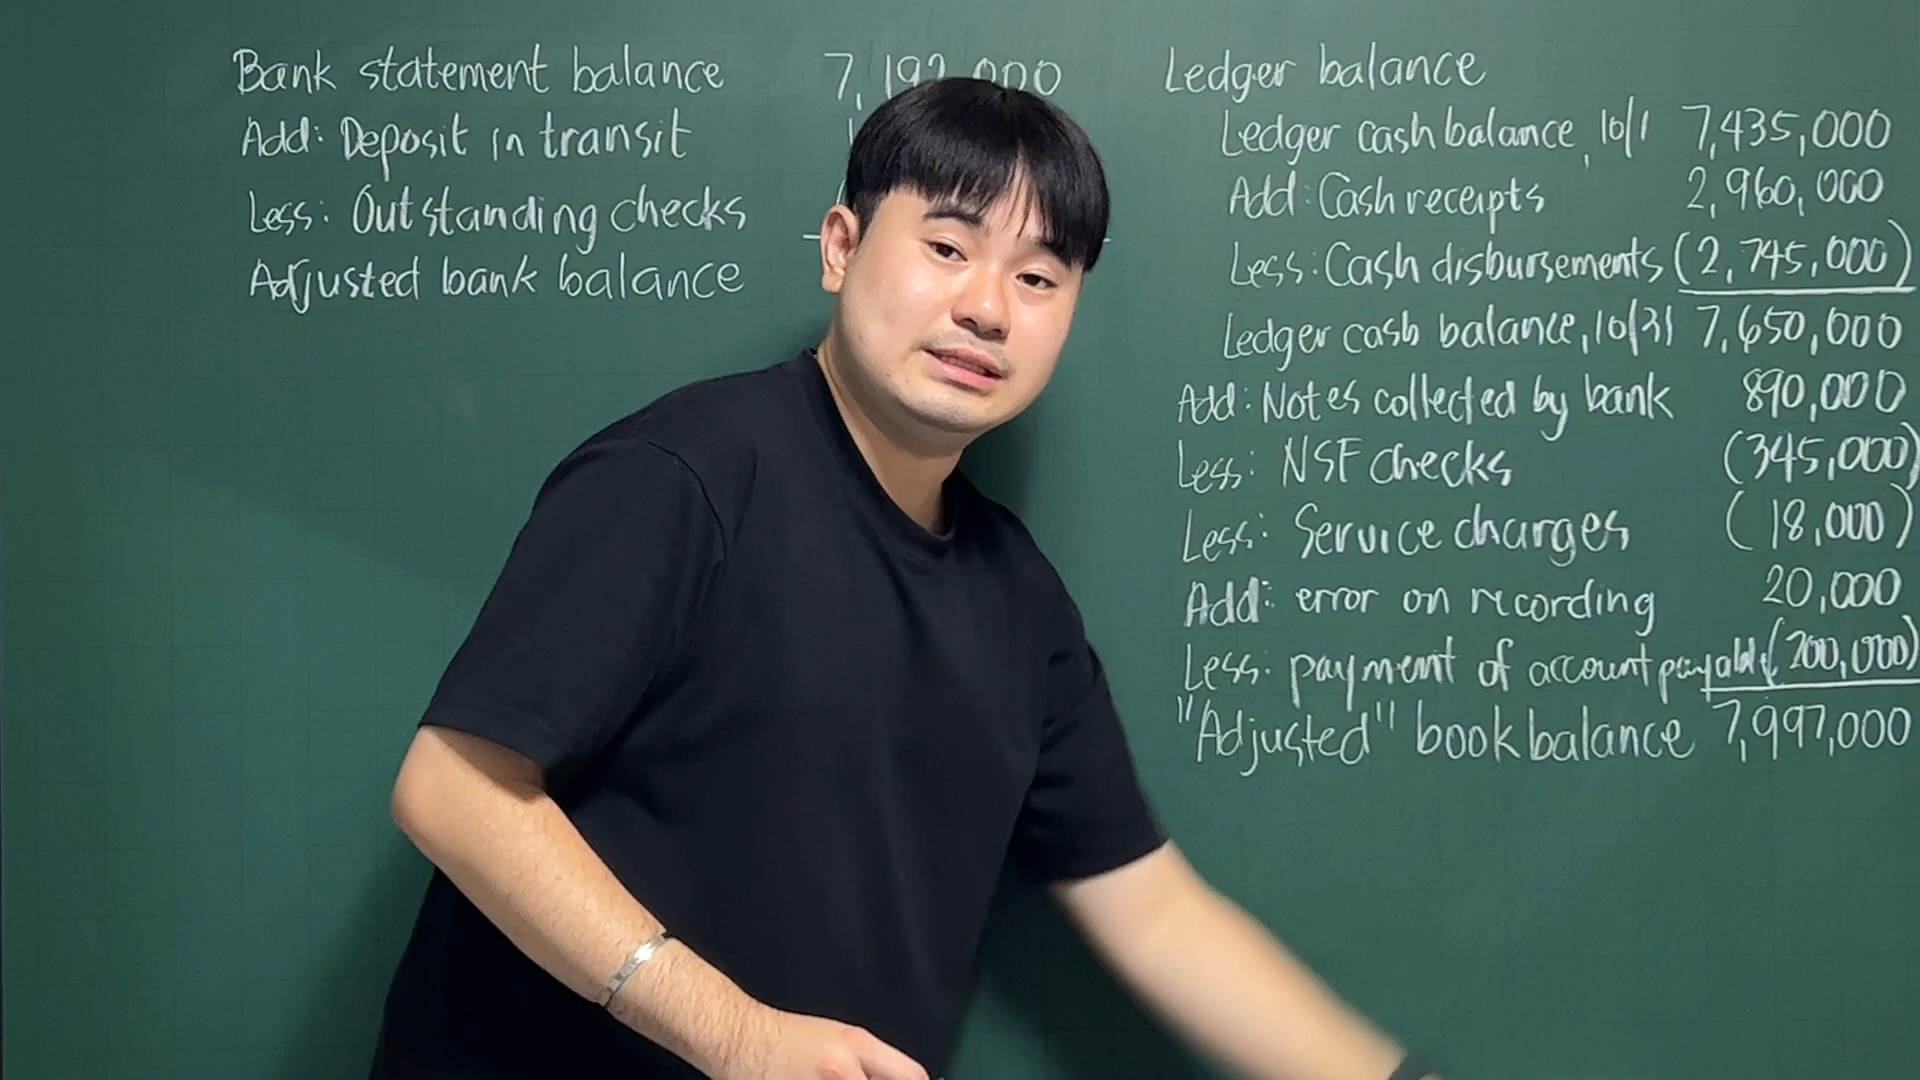 Bank statement balance 7,192,000
Add: Deposit in transit
Less: Outstanding checks
Adjusted bank balance
Ledger balance
Ledger cash balance, 10/1 7,435,000
Add: Cash receipts 2,960,000
Less: Cash disbursements (2,745,000)
Ledger cash balance, 10/31 7,650,000
Add: Notes collected by bank 890,000
Less: NSF checks (345,000)
Less: Service charges (18,000)
Add: error on recording 20,000
Less: payment of account payable (200,000)
"Adjusted" book balance 7,997,000